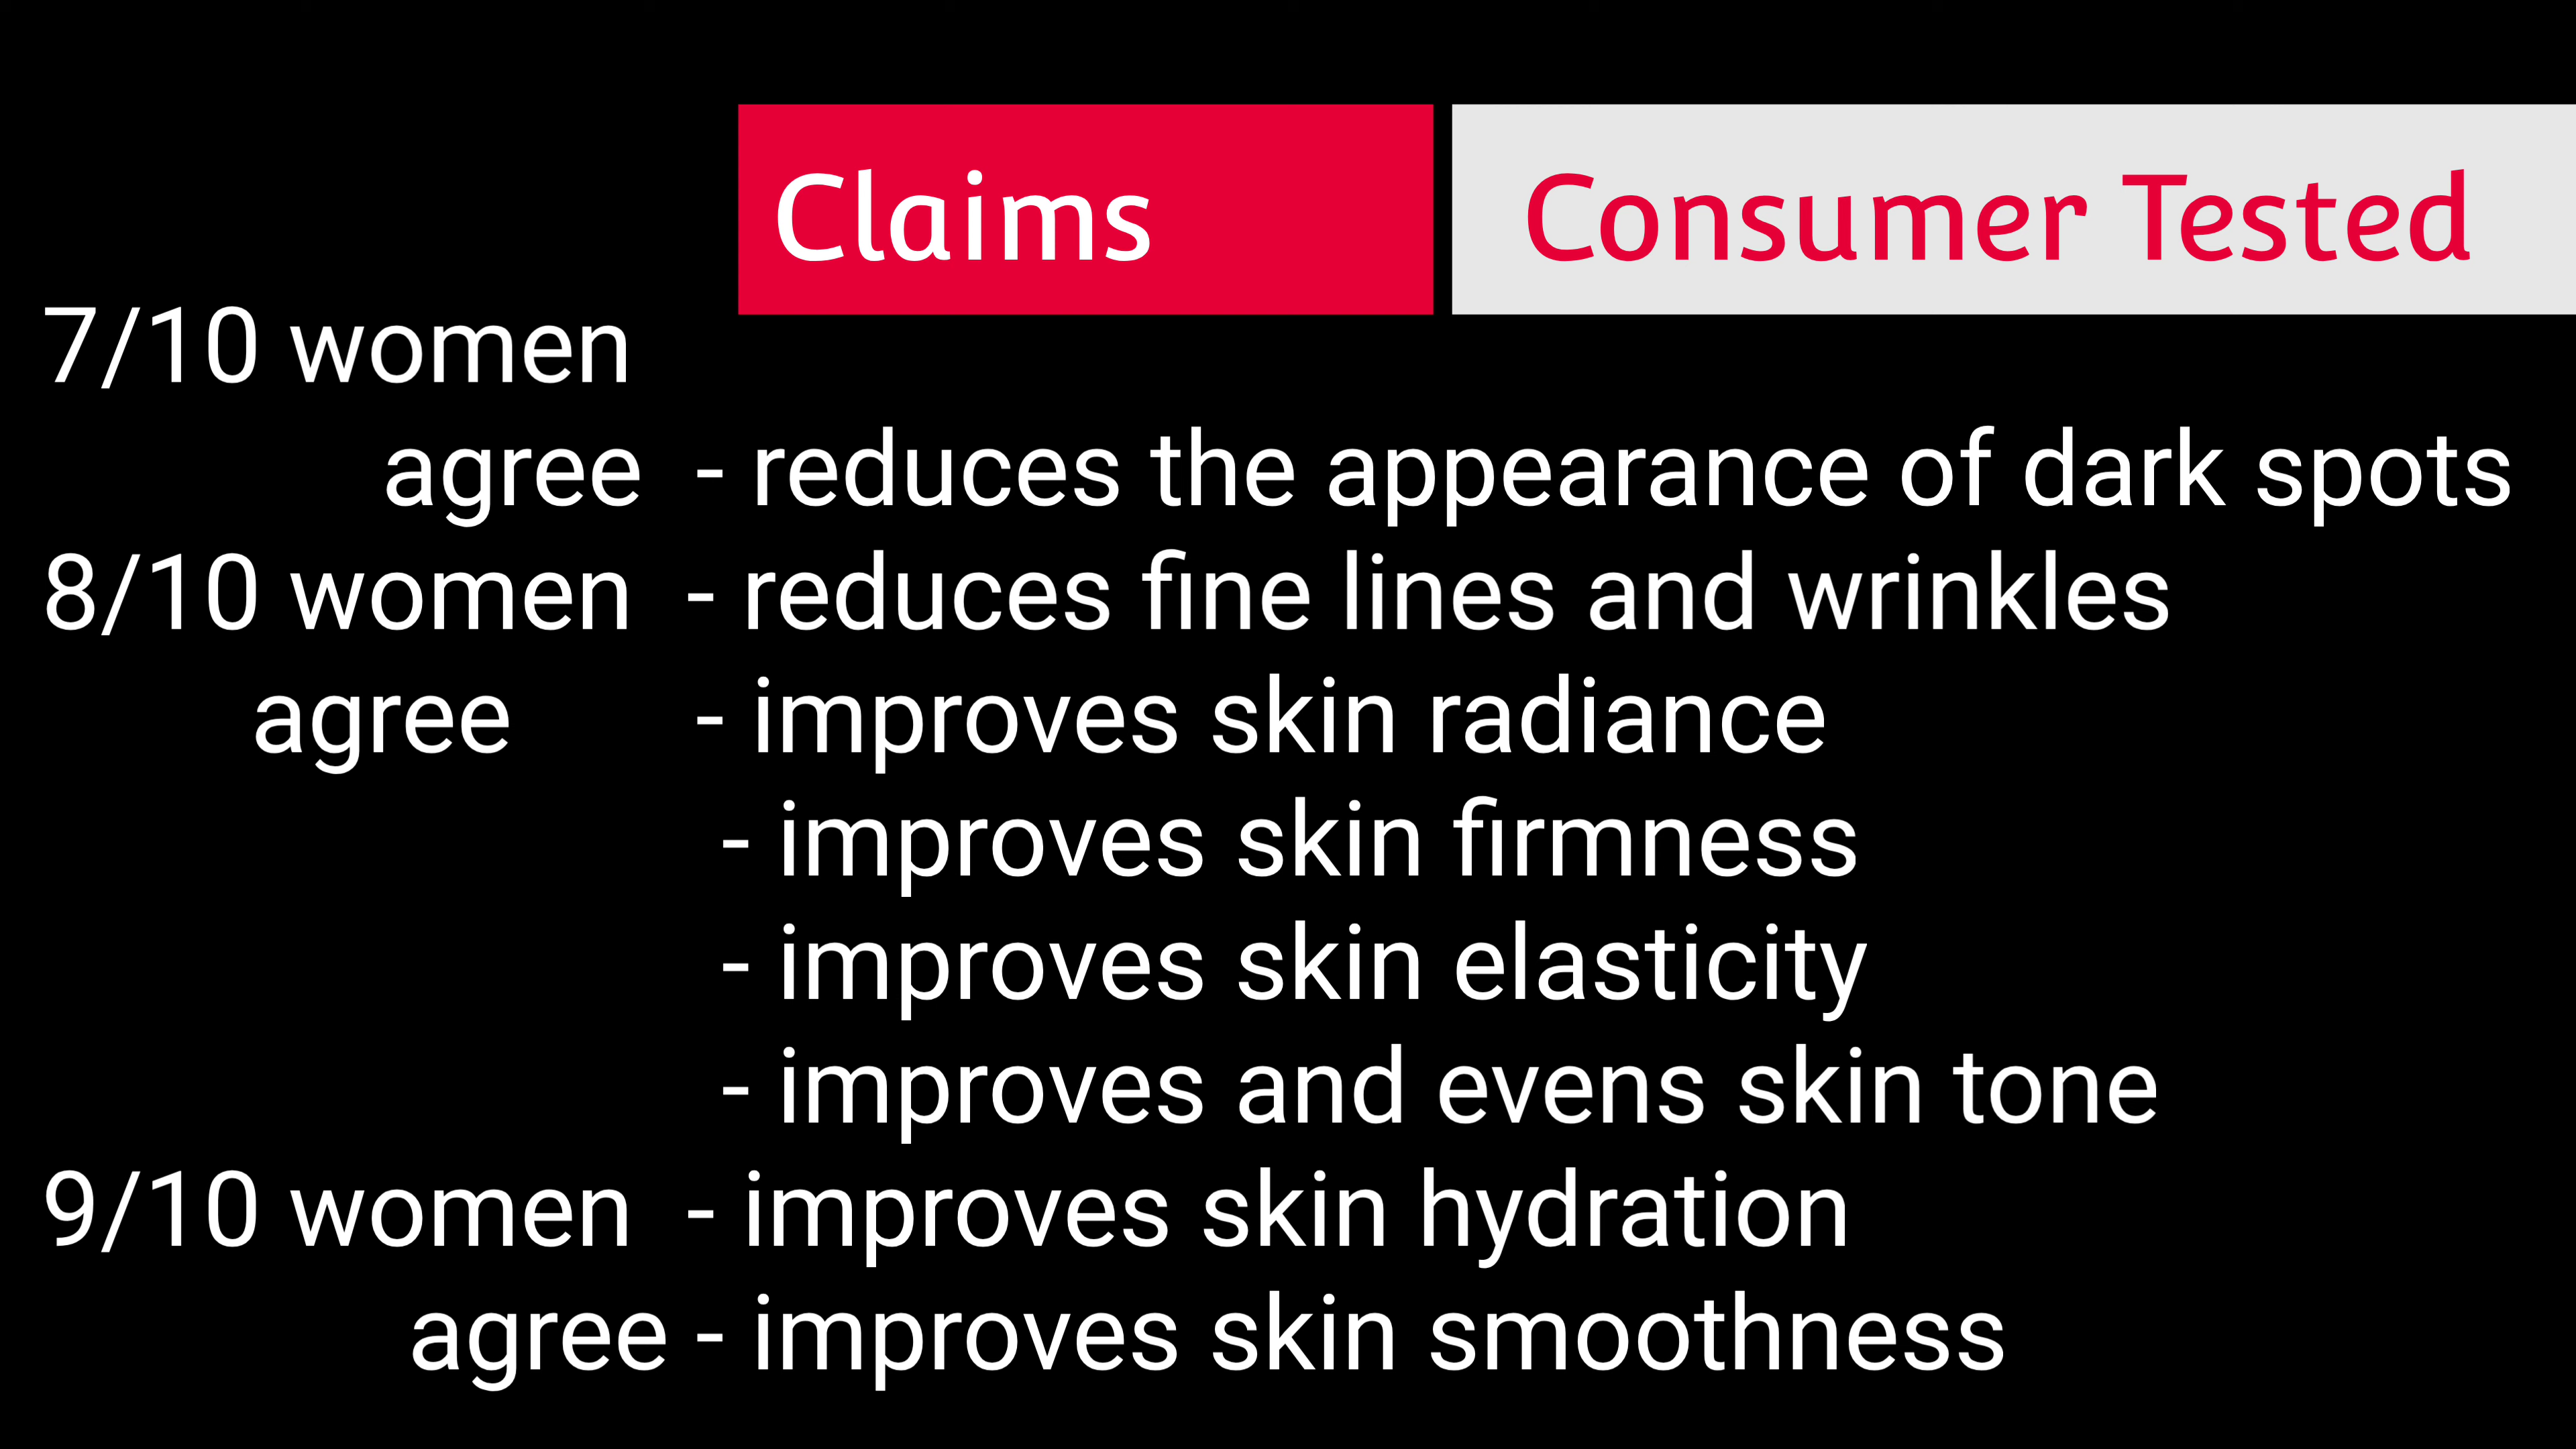 Claims Consumer Tested
7/10 women
agree - reduces the appearance of dark spots
8/10 women - reduces fine lines and wrinkles
agree - improves skin radiance
- improves skin firmness
- improves skin elasticity
- improves and evens skin tone
9/10 women - improves skin hydration
agree - improves skin smoothness